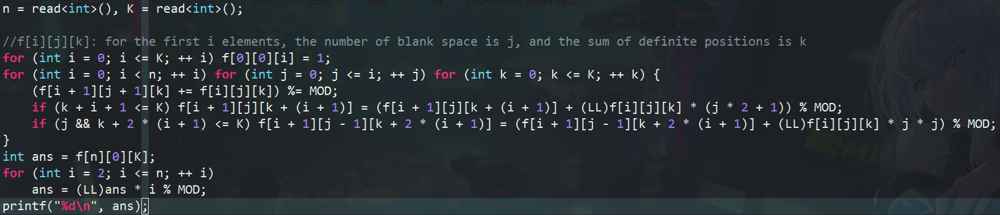 n = read<int>(), K = read<int>();
//f[i][j][k]: for the first i elements, the number of blank space is j, and the sum of definite positions is k
for (int i = 0; i <= K; ++ i) f[0][0][i] = 1;
for (int i = 0; i < n; ++ i) for (int j = 0; j <= i; ++ j) for (int k = 0; k <= K; ++ k) {
    (f[i + 1][j + 1][k] += f[i][j][k]) %= MOD;
    if (k + i + 1 <= K) f[i + 1][j][k + (i + 1)] = (f[i + 1][j][k + (i + 1)] + (LL)f[i][j][k] * (j * 2 + 1)) % MOD;
    if (j && k + 2 * (i + 1) <= K) f[i + 1][j - 1][k + 2 * (i + 1)] = (f[i + 1][j - 1][k + 2 * (i + 1)] + (LL)f[i][j][k] * j * j) % MOD;
}
int ans = f[n][0][K];
for (int i = 2; i <= n; ++ i)
    ans = (LL)ans * i % MOD;
printf("%d\n", ans);